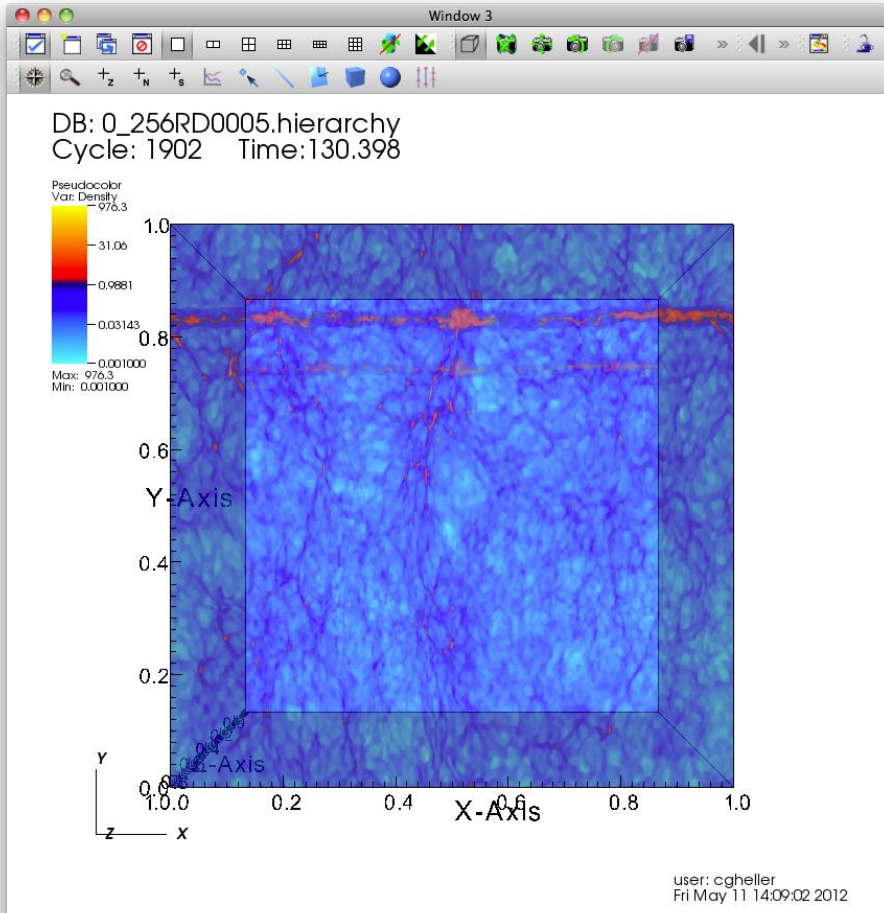 Window 3
DB: 0_256RD0005.hierarchy
Cycle: 1902 Time:130.398
Pseudocolor
Var: Density
976.3
31.06
0.9881
0.03143
0.001000
Max: 976.3
Min: 0.001000
1.0
0.8
0.6
Y-Axis
0.4
0.2
0.0
1.0
0.0
0.2
0.4
0.6
0.8
1.0
X-Axis
-Axis
Y
Z
X
user: cgheller
Fri May 11 14:09:02 2012